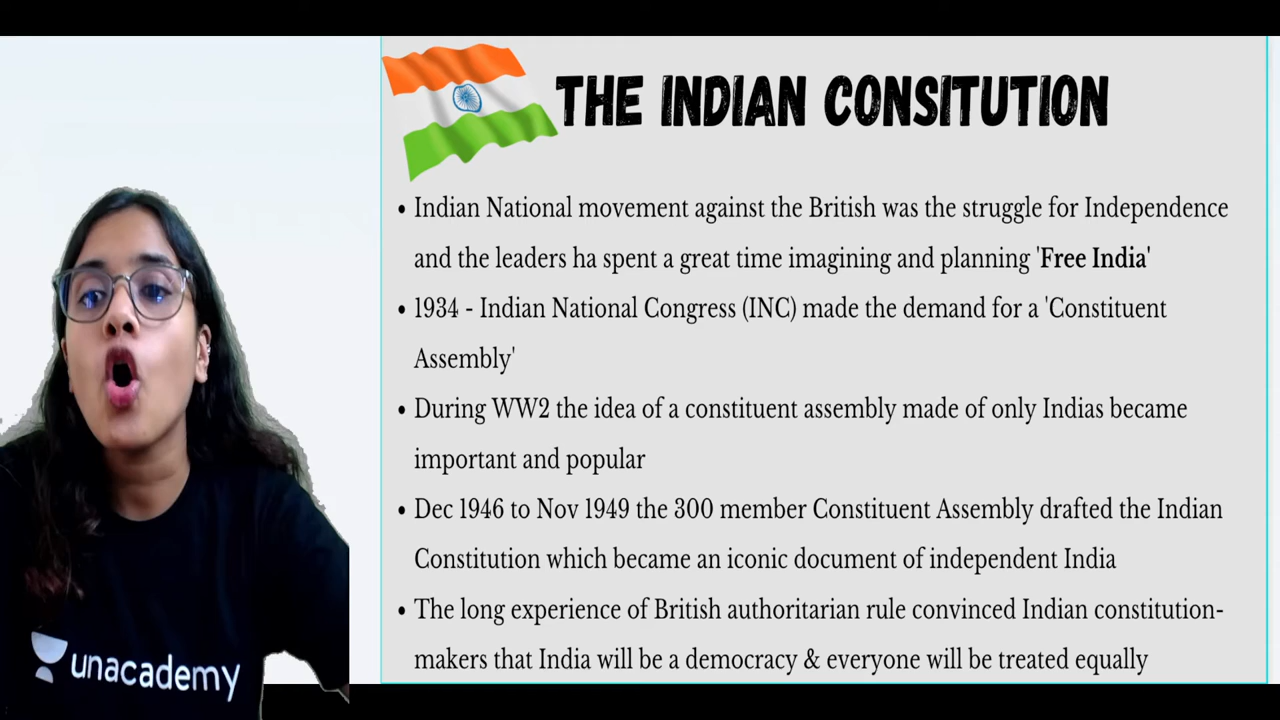 THE INDIAN CONSITUTION
• Indian National movement against the British was the struggle for Independence
and the leaders ha spent a great time imagining and planning 'Free India'
• 1934 - Indian National Congress (INC) made the demand for a 'Constituent
Assembly'
• During WW2 the idea of a constituent assembly made of only Indias became
important and popular
• Dec 1946 to Nov 1949 the 300 member Constituent Assembly drafted the Indian
Constitution which became an iconic document of independent India
• The long experience of British authoritarian rule convinced Indian constitution-
makers that India will be a democracy & everyone will be treated equally
unacademy